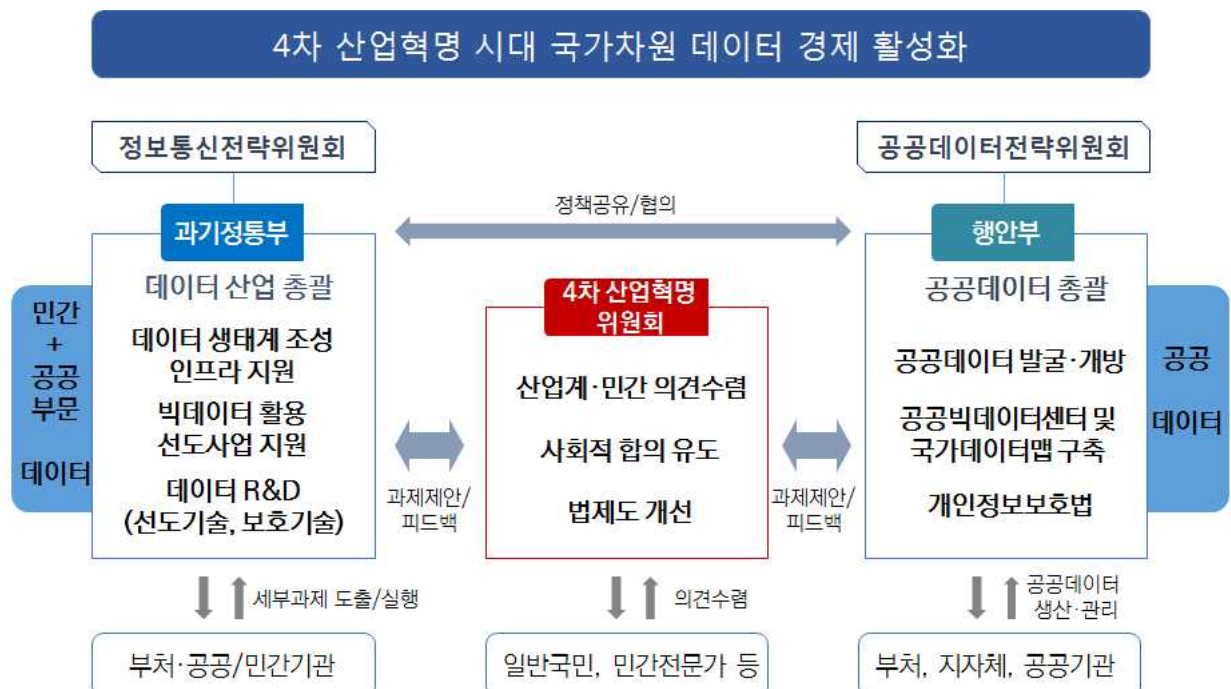 4차 산업혁명 시대 국가차원 데이터 경제 활성화
정보통신전략위원회
공공데이터전략위원회
정책공유/협의
과기정통부
행안부
데이터 산업 총괄
4차 산업혁명
위원회
공공데이터 총괄
민간
+
공공
부문
데이터
데이터 생태계 조성
인프라 지원
빅데이터 활용
선도사업 지원
데이터 R&D
(선도기술, 보호기술)
과제제안/
피드백
산업계·민간 의견수렴
사회적 합의 유도
법제도 개선
과제제안/
피드백
공공데이터 발굴·개방
공공빅데이터센터 및
국가데이터맵 구축
개인정보보호법
공공
데이터
세부과제 도출/실행
의견수렴
공공데이터
생산·관리
부처·공공/민간기관
일반국민, 민간전문가 등
부처, 지자체, 공공기관